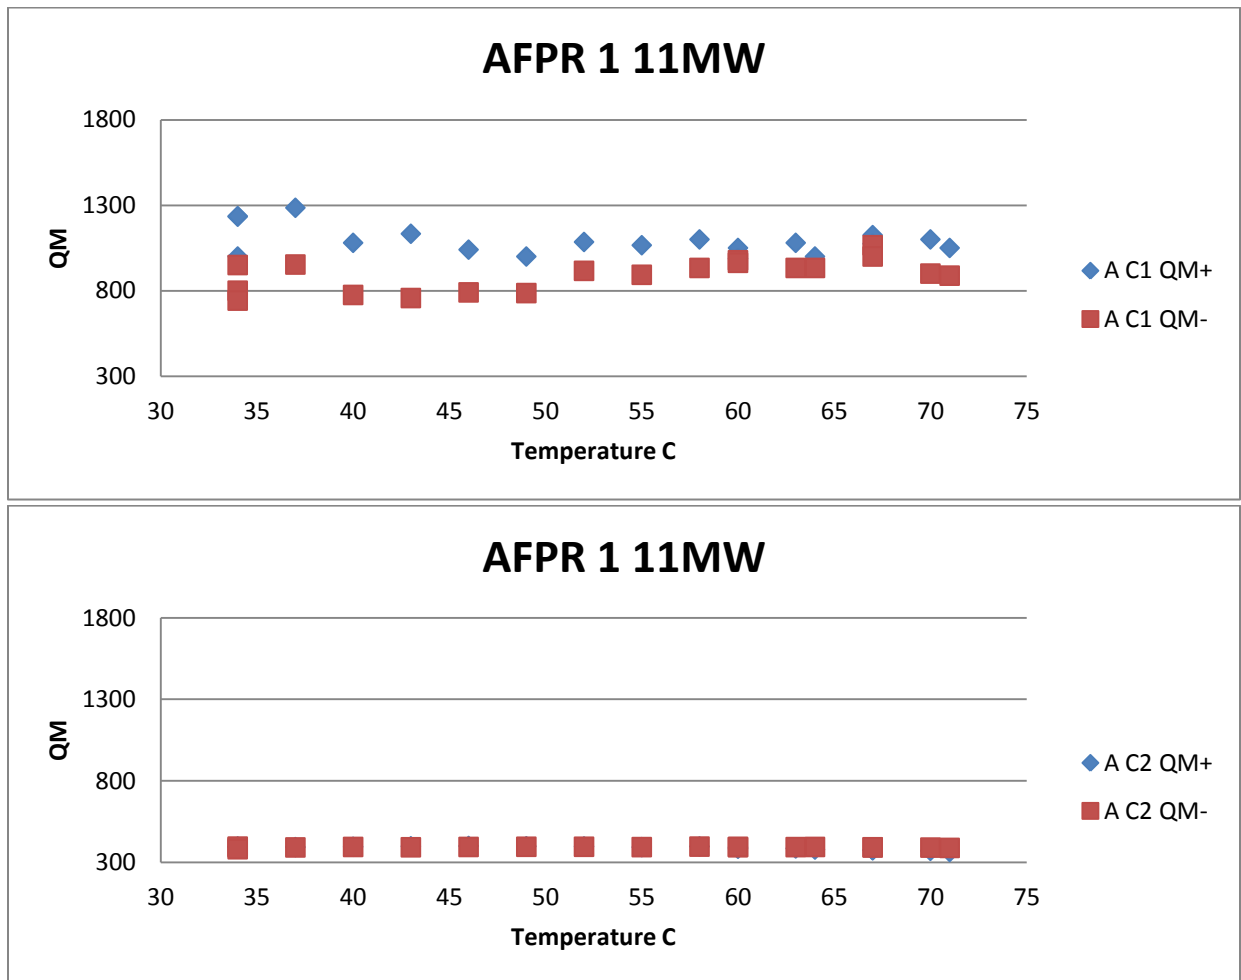 AFPR 1 11MW
1800
1300
800
300
QM
30 35 40 45 50 55 60 65 70 75
Temperature C
A C1 QM+
A C1 QM-
AFPR 1 11MW
1800
1300
800
300
QM
30 35 40 45 50 55 60 65 70 75
Temperature C
A C2 QM+
A C2 QM-